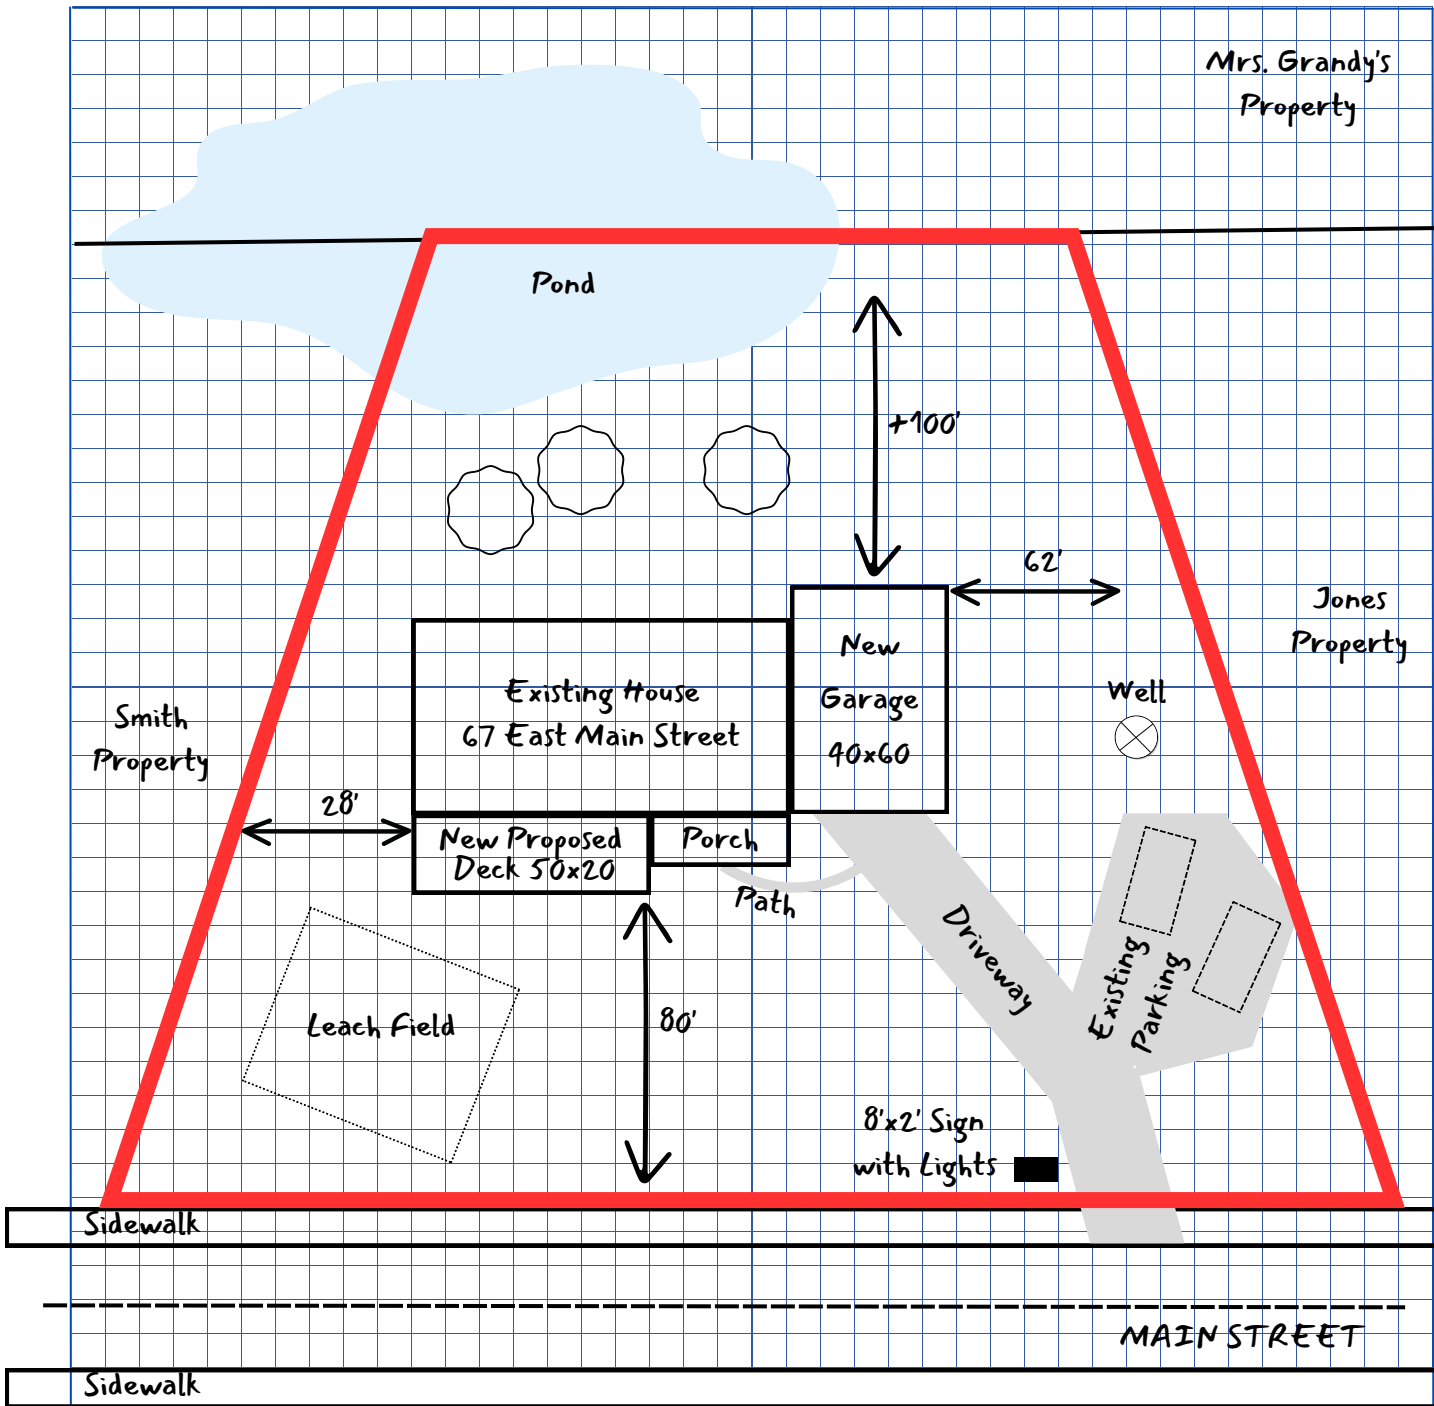 Mrs. Grandy's
Property
Pond
+100'
62'
Jones
Property
New
Garage
40x60
Existing House
67 East Main Street
Well
Smith
Property
28'
New Proposed
Deck 50x20
Porch
Path
Driveway
Existing
Parking
Leach Field
80'
8'x2' Sign
with Lights
Sidewalk
MAIN STREET
Sidewalk